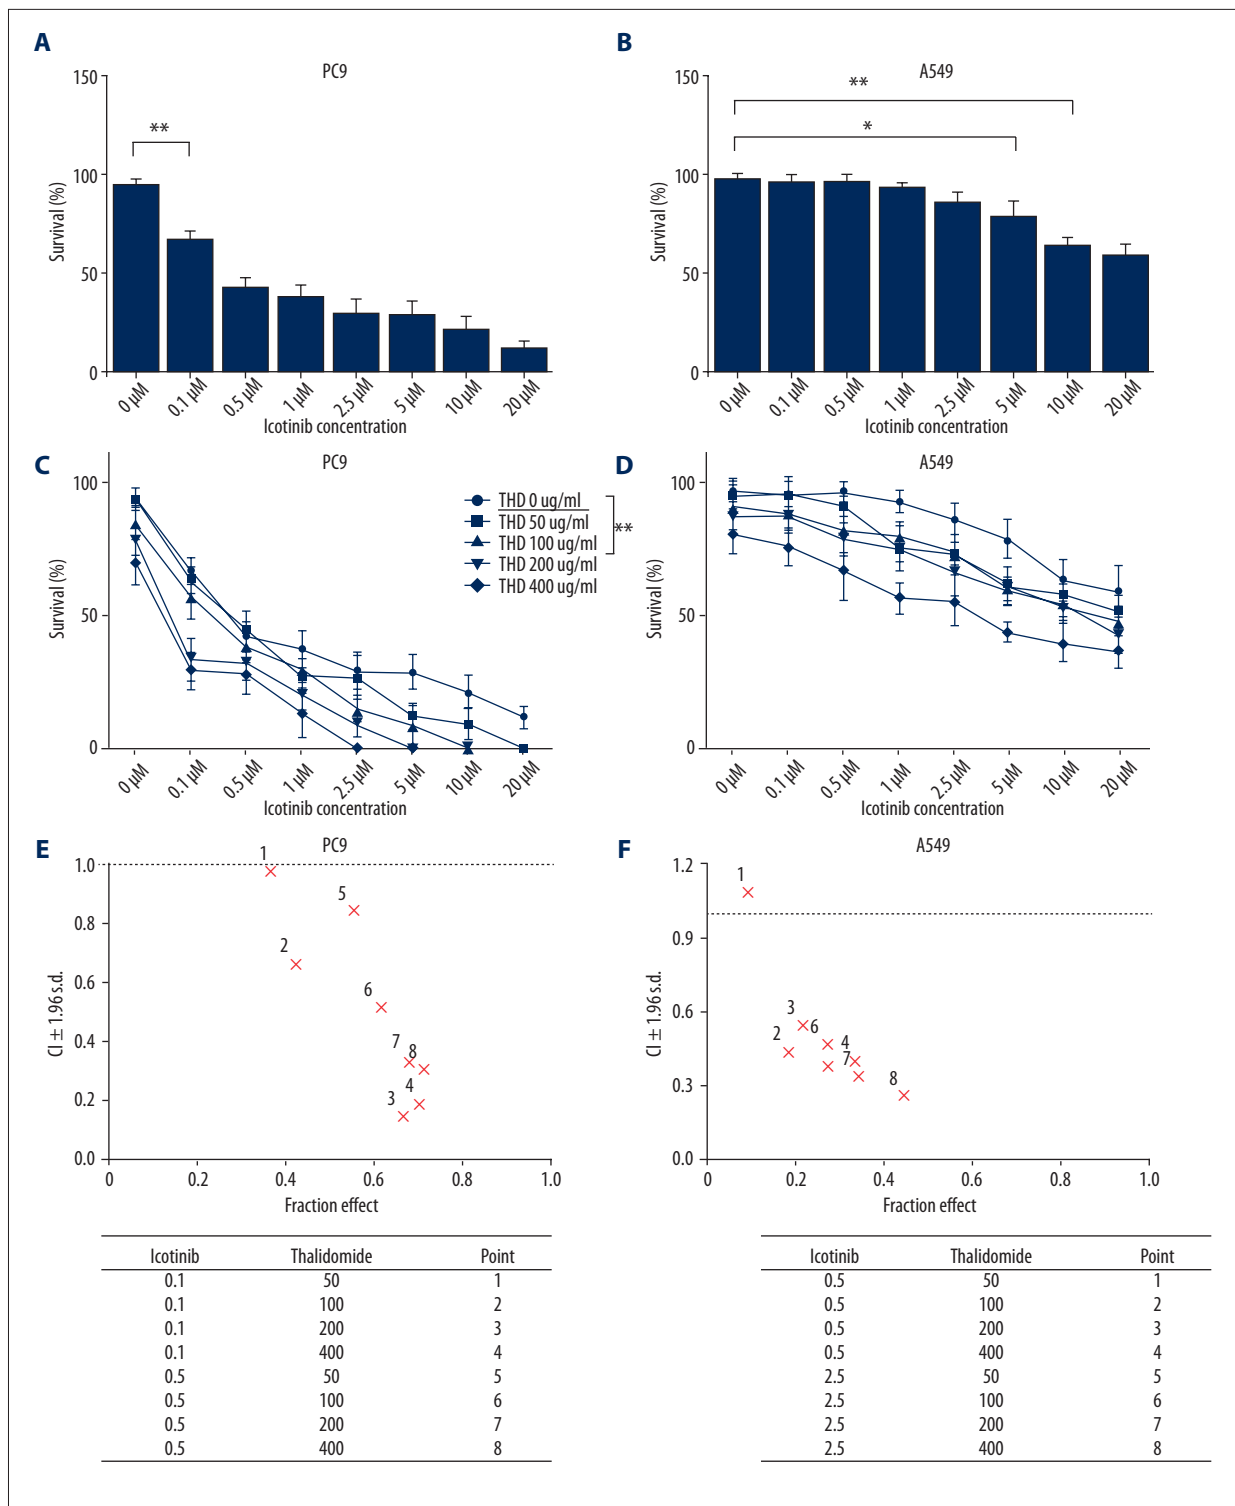 A
PC9
150
100
50
0
Survival (%)
**
0 µM
0.1 µM
0.5 µM
1 µM
2.5 µM
5 µM
10 µM
20 µM
Icotinib concentration
B
A549
150
100
50
0
Survival (%)
**
*
0 µM
0.1 µM
0.5 µM
1 µM
2.5 µM
5 µM
10 µM
20 µM
Icotinib concentration
C
PC9
100
50
0
Survival (%)
THD 0 ug/ml
THD 50 ug/ml
THD 100 ug/ml
THD 200 ug/ml
THD 400 ug/ml
**
0 µM
0.1 µM
0.5 µM
1 µM
2.5 µM
5 µM
10 µM
20 µM
Icotinib concentration
D
A549
100
50
0
Survival (%)
0 µM
0.1 µM
0.5 µM
1 µM
2.5 µM
5 µM
10 µM
20 µM
Icotinib concentration
E
PC9
1.0
0.8
0.6
0.4
0.2
0.0
CI ± 1.96 s.d.
1
5
2
6
7
8
4
3
0 0.2 0.4 0.6 0.8 1.0
Fraction effect
Icotinib Thalidomide Point
0.1 50 1
0.1 100 2
0.1 200 3
0.1 400 4
0.5 50 5
0.5 100 6
0.5 200 7
0.5 400 8
F
A549
1.2
0.9
0.6
0.3
0.0
CI ± 1.96 s.d.
1
3
6
2
4
7
8
0 0.2 0.4 0.6 0.8 1.0
Fraction effect
Icotinib Thalidomide Point
0.5 50 1
0.5 100 2
0.5 200 3
0.5 400 4
2.5 50 5
2.5 100 6
2.5 200 7
2.5 400 8